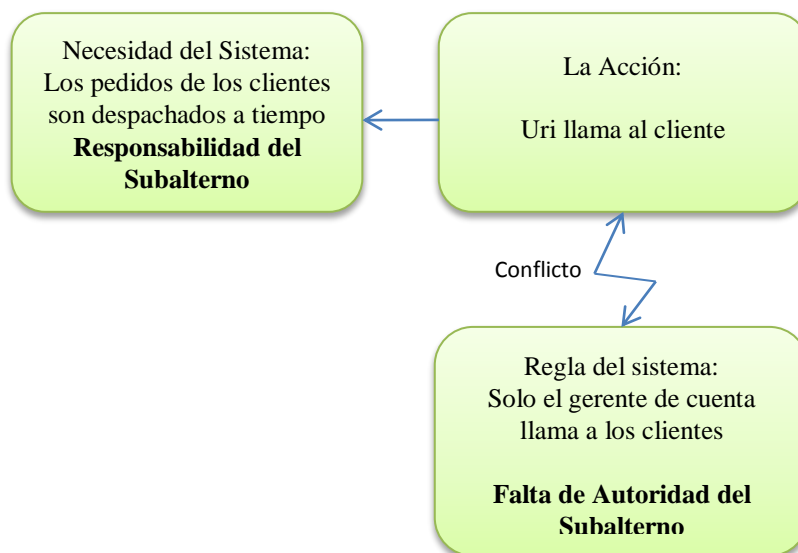 Necesidad del Sistema:
Los pedidos de los clientes
son despachados a tiempo
Responsabilidad del
Subalterno
La Acción:
Uri llama al cliente
Conflicto
Regla del sistema:
Solo el gerente de cuenta
llama a los clientes
Falta de Autoridad del
Subalterno